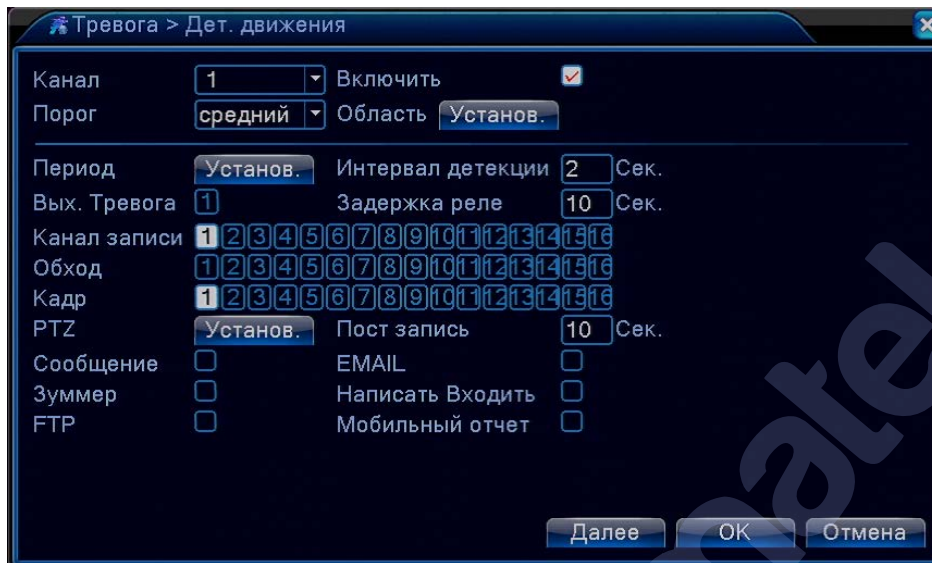 Тревога > Дет. движения
Канал 1 Включить
Порог средний Область Установ.
Период Установ. Интервал детекции 2 Сек.
Вых. Тревога 1 Задержка реле 10 Сек.
Канал записи 1 2 3 4 5 6 7 8 9 10 11 12 13 14 15 16
Обход 1 2 3 4 5 6 7 8 9 10 11 12 13 14 15 16
Кадр 1 2 3 4 5 6 7 8 9 10 11 12 13 14 15 16
PTZ Установ. Пост запись 10 Сек.
Сообщение EMAIL
Зуммер Написать Входить
FTP Мобильный отчет
Далее OK Отмена